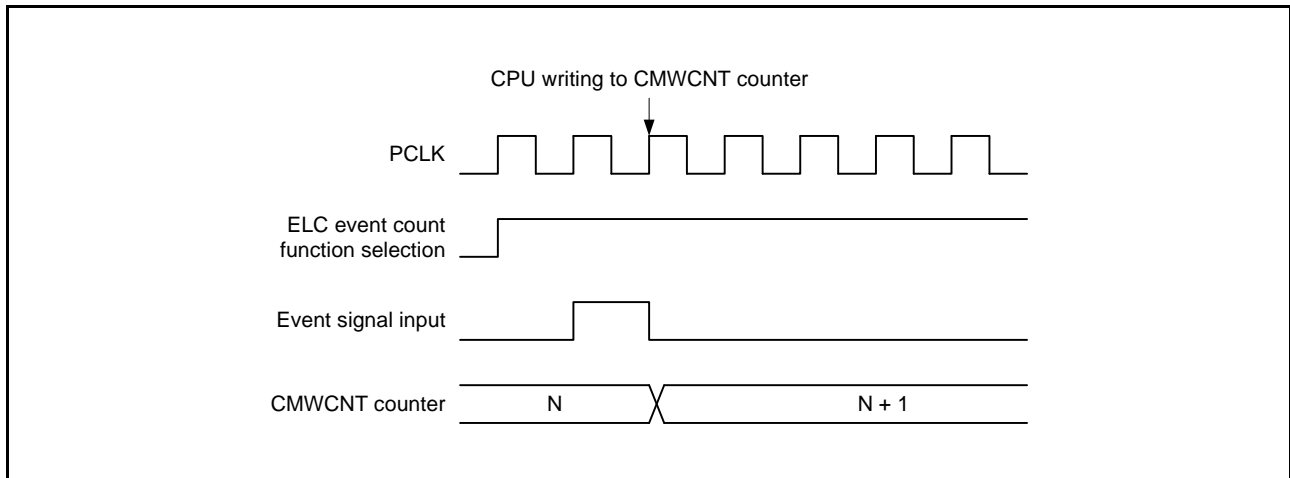 CPU writing to CMWCNT counter
PCLK
ELC event count
function selection
Event signal input
CMWCNT counter
N
N + 1